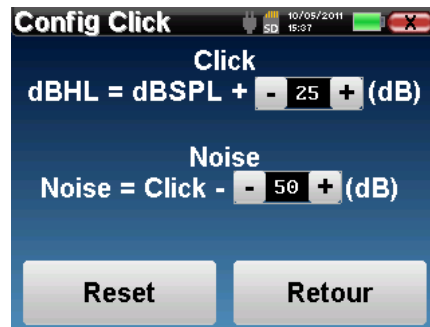 Config Click
SD
10/05/2011
15:37
X
Click
dBHL = dBSPL + - 25 + (dB)
Noise
Noise = Click - - 50 + (dB)
Reset
Retour